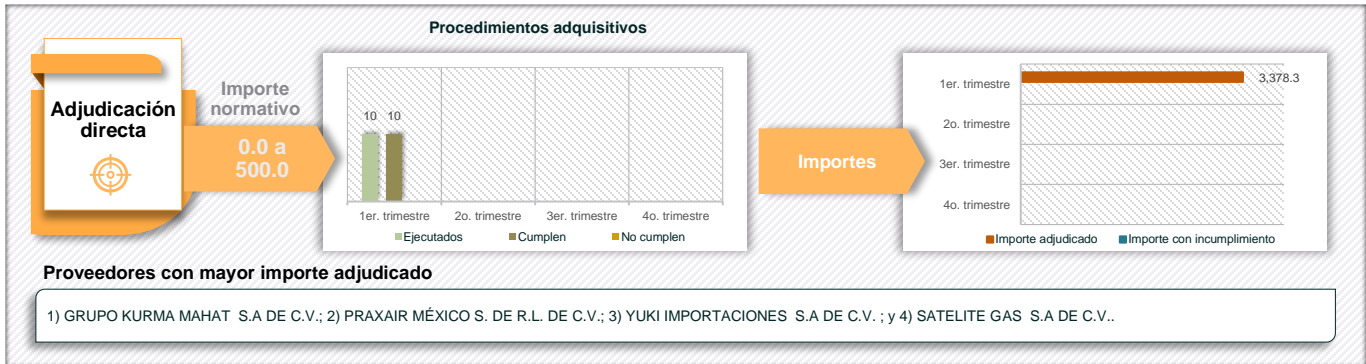 Procedimientos adquisitivos
Adjudicación
directa
Importe
normativo
0.0 a
500.0
10 10
1er. trimestre 2o. trimestre 3er. trimestre 4o. trimestre
Ejecutados Cumplen No cumplen
Importes
1er. trimestre 3,378.3
2o. trimestre
3er. trimestre
4o. trimestre
Importe adjudicado Importe con incumplimiento
Proveedores con mayor importe adjudicado
1) GRUPO KURMA MAHAT S.A DE C.V.; 2) PRAXAIR MÉXICO S. DE R.L. DE C.V.; 3) YUKI IMPORTACIONES S.A DE C.V. ; y 4) SATELITE GAS S.A DE C.V..